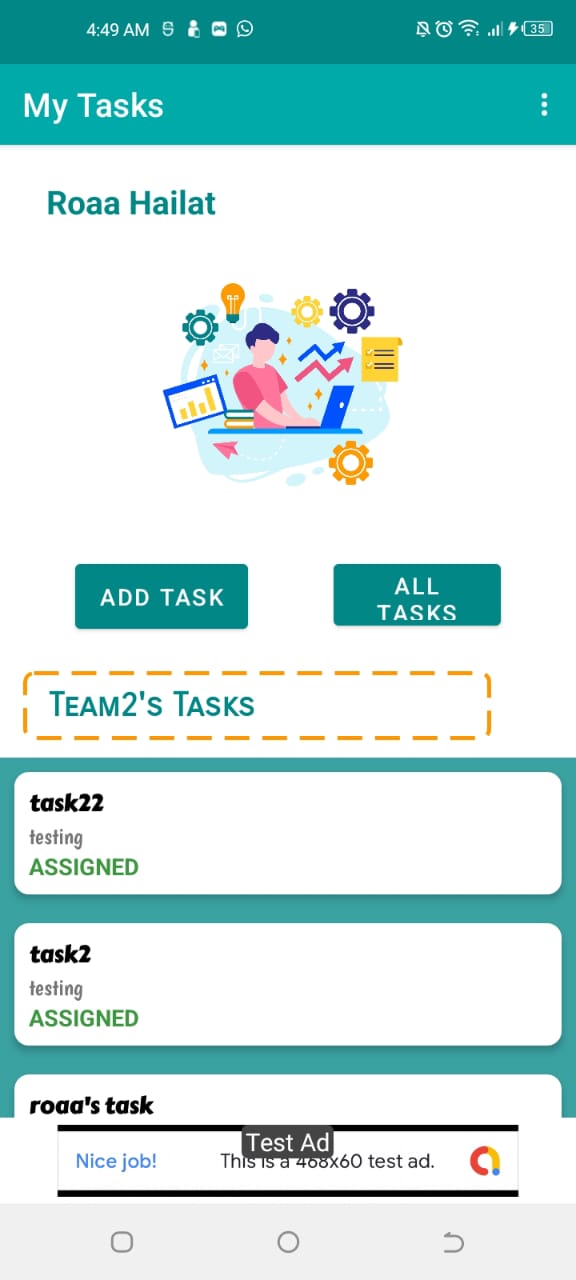 4:49 AM
35
My Tasks
Roaa Hailat
ADD TASK
ALL
TASKS
Team2's Tasks
task22
testing
ASSIGNED
task2
testing
ASSIGNED
roaa's task
Test Ad
Nice job!
This is a 468x60 test ad.